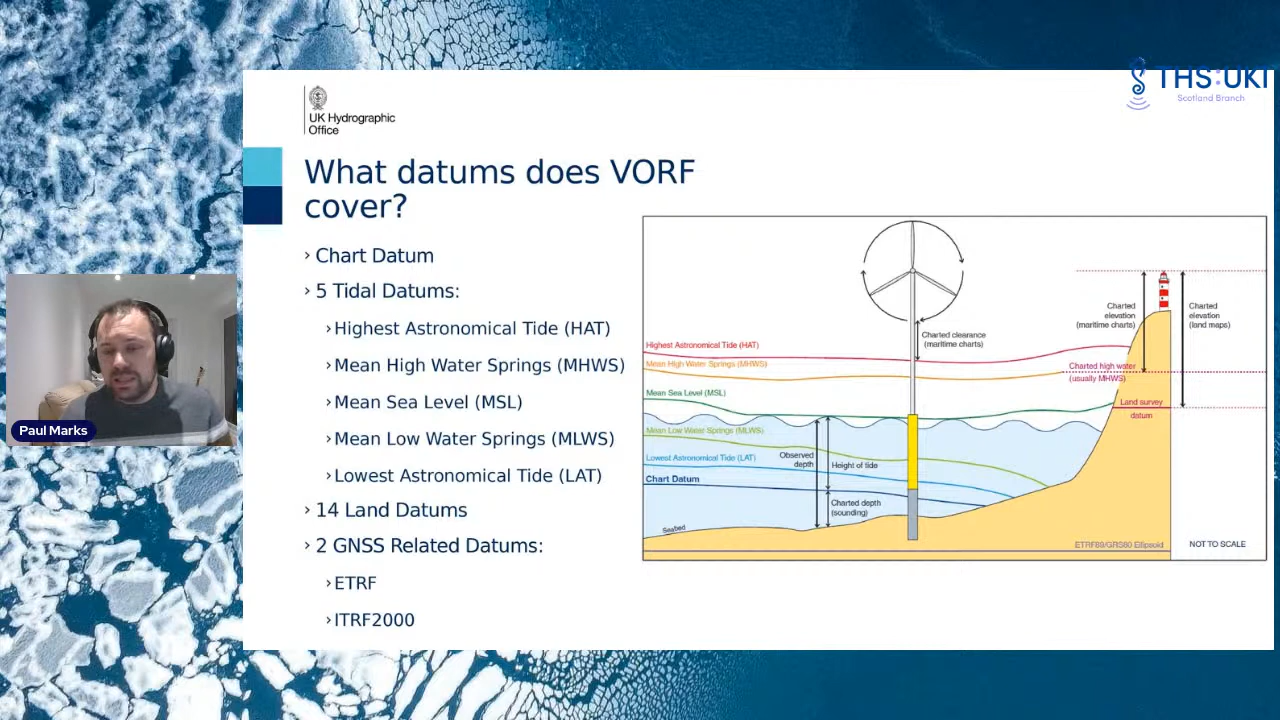 THS:UKI
Scotland Branch
UK Hydrographic
Office
What datums does VORF
cover?
› Chart Datum
› 5 Tidal Datums:
› Highest Astronomical Tide (HAT)
› Mean High Water Springs (MHWS)
› Mean Sea Level (MSL)
› Mean Low Water Springs (MLWS)
› Lowest Astronomical Tide (LAT)
› 14 Land Datums
› 2 GNSS Related Datums:
› ETRF
› ITRF2000
Charted clearance
(maritime charts)
Charted
elevation
(maritime charts)
Charted
elevation
(land maps)
Highest Astronomical Tide (HAT)
Mean High Water Springs (MHWS)
Charted high water
(usually MHWS)
Mean Sea Level (MSL)
Land survey
datum
Mean Low Water Springs (MLWS)
Lowest Astronomical Tide (LAT)
Observed
depth
Height of tide
Chart Datum
Charted depth
(sounding)
Seabed
ETRF89/GRS80 Ellipsoid
NOT TO SCALE
Paul Marks